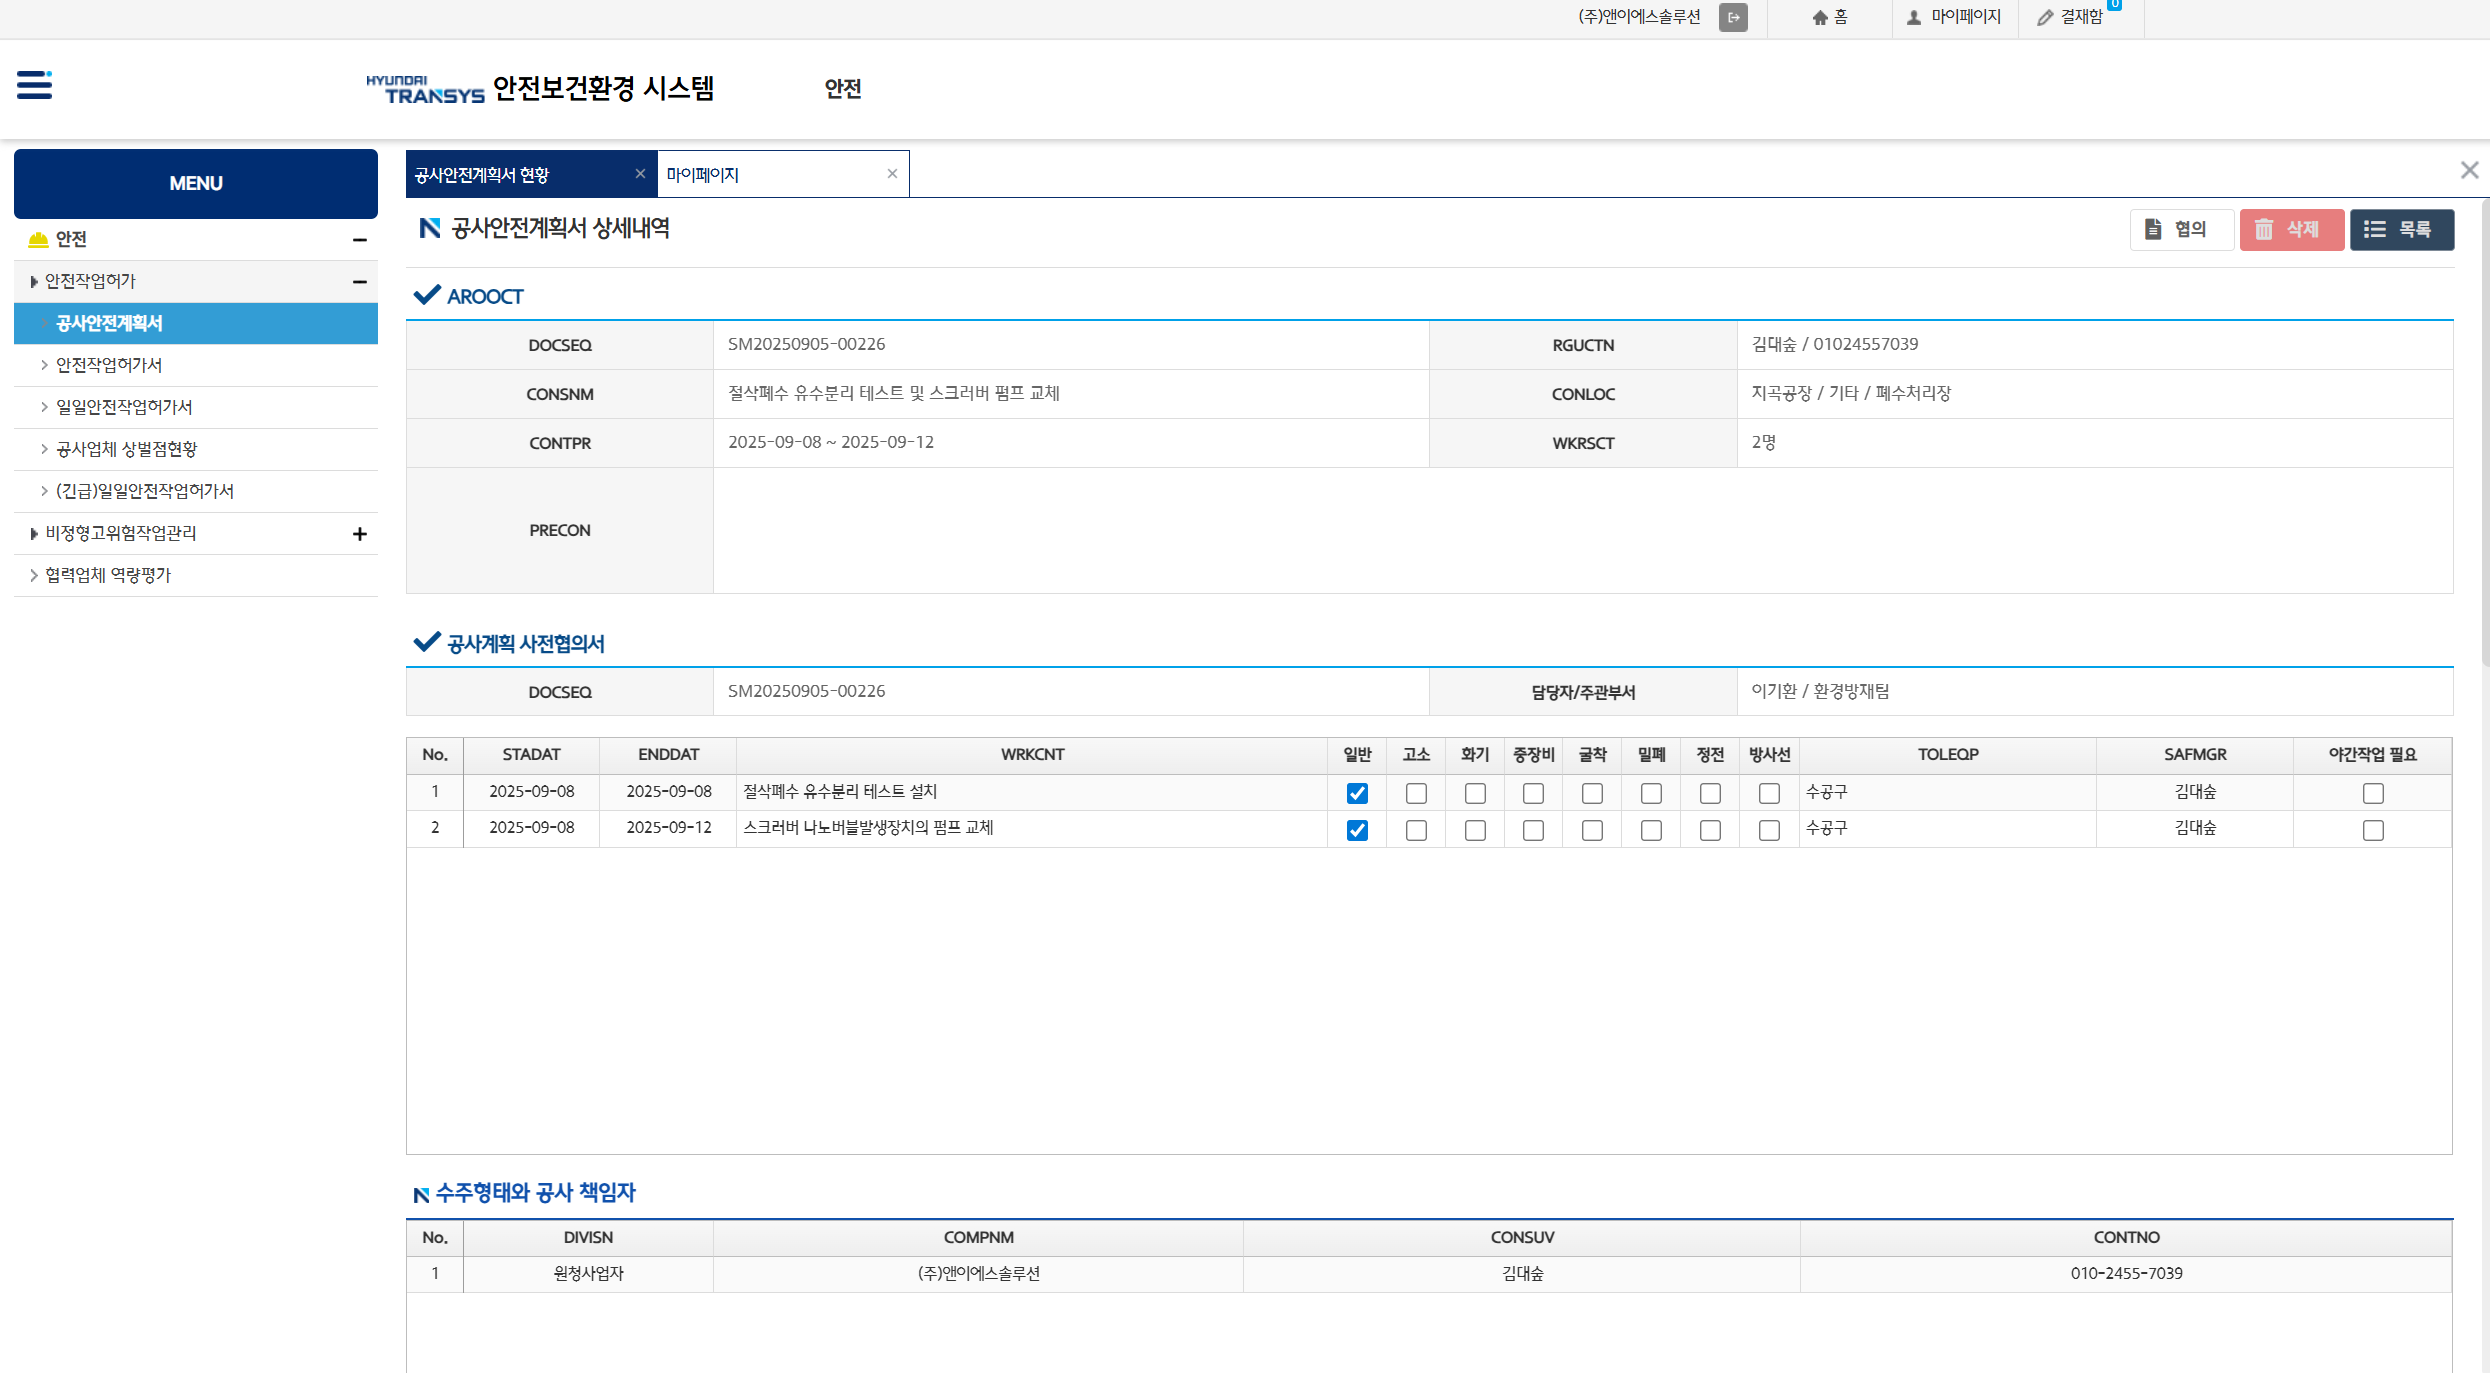 (주)앤이에스솔루션 홈 마이페이지 결재함 0
HYUNDAI TRANSYS 안전보건환경 시스템 안전
MENU
안전
안전작업허가
공사안전계획서
안전작업허가서
일일안전작업허가서
공사업체 상벌점현황
(긴급)일일안전작업허가서
비정형고위험작업관리
협력업체 역량평가
공사안전계획서 현황 마이페이지
공사안전계획서 상세내역 협의 삭제 목록
AROOCT
DOCSEQ SM20250905-00226 RGUCTN 김대숲 / 01024557039
CONSNM 절삭폐수 유수분리 테스트 및 스크러버 펌프 교체 CONLOC 지곡공장 / 기타 / 폐수처리장
CONTPR 2025-09-08 ~ 2025-09-12 WKRSCT 2명
PRECON
공사계획 사전협의서
DOCSEQ SM20250905-00226 담당자/주관부서 이기환 / 환경방재팀
No. STADAT ENDDAT WRKCNT 일반 고소 화기 중장비 굴착 밀폐 정전 방사선 TOLEQP SAFMGR 야간작업 필요
1 2025-09-08 2025-09-08 절삭폐수 유수분리 테스트 설치 수공구 김대숲
2 2025-09-08 2025-09-12 스크러버 나노버블발생장치의 펌프 교체 수공구 김대숲
수주형태와 공사 책임자
No. DIVISN COMPNM CONSUV CONTNO
1 원청사업자 (주)앤이에스솔루션 김대숲 010-2455-7039